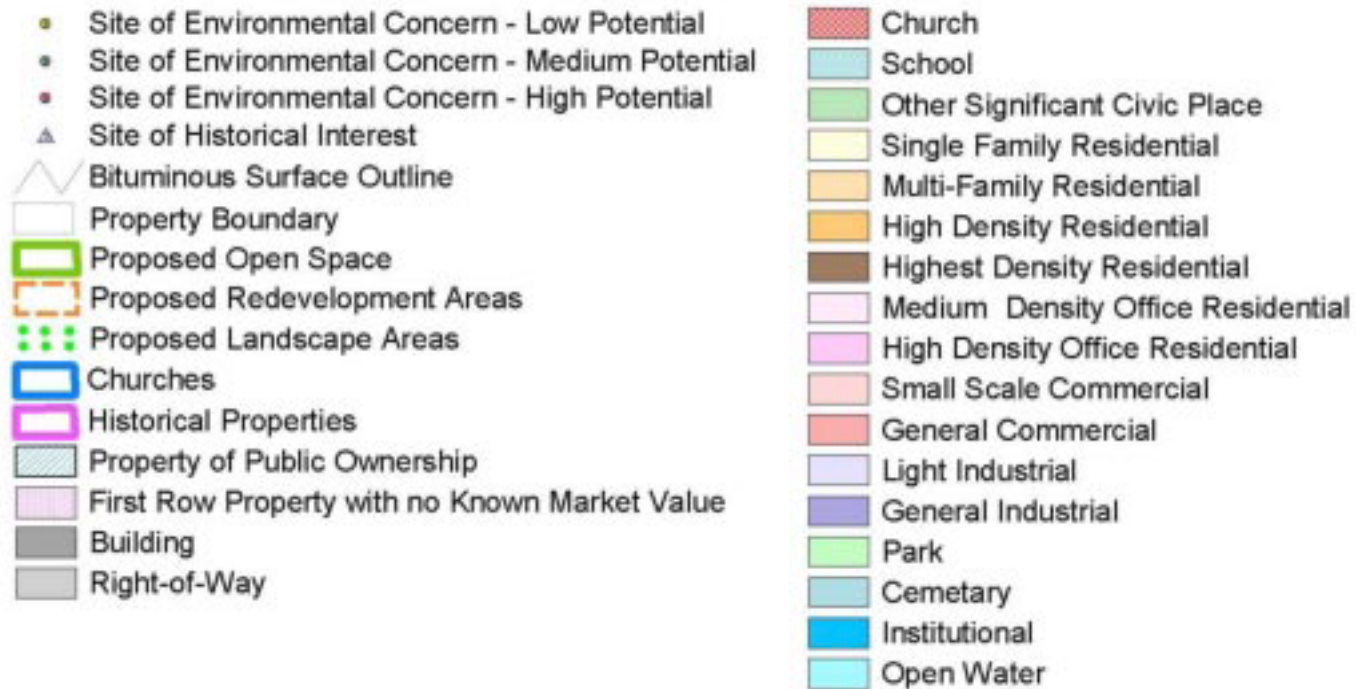 Site of Environmental Concern - Low Potential
Site of Environmental Concern - Medium Potential
Site of Environmental Concern - High Potential
Site of Historical Interest
Bituminous Surface Outline
Property Boundary
Proposed Open Space
Proposed Redevelopment Areas
Proposed Landscape Areas
Churches
Historical Properties
Property of Public Ownership
First Row Property with no Known Market Value
Building
Right-of-Way
Church
School
Other Significant Civic Place
Single Family Residential
Multi-Family Residential
High Density Residential
Highest Density Residential
Medium Density Office Residential
High Density Office Residential
Small Scale Commercial
General Commercial
Light Industrial
General Industrial
Park
Cemetary
Institutional
Open Water